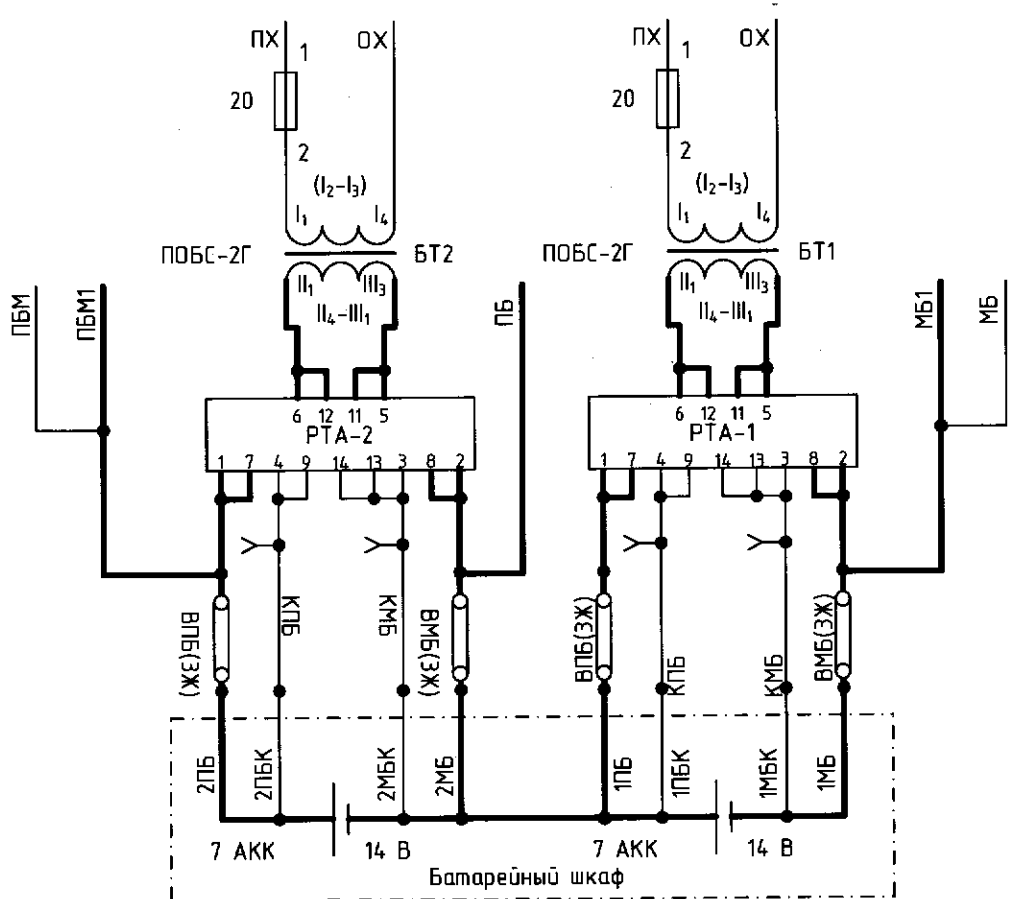 ПХ 1 ОХ ПХ 1 ОХ
20 20
2 2
(I₂-I₃) (I₂-I₃)
I₁ I₄ I₁ I₄
ПОБС-2Г БТ2 ПОБС-2Г БТ1
II₁ III₃ II₁ III₃
II₄-III₁ II₄-III₁
ПБМ ПБМ1 ПБ МБ1 МБ
6 12 11 5 6 12 11 5
РТА-2 РТА-1
1 7 4 9 14 13 3 8 2 1 7 4 9 14 13 3 8 2
ВПБ(3Ж) КПБ КМБ ВМБ(3Ж) ВПБ(3Ж) КПБ КМБ ВМБ(3Ж)
2ПБ 2ПБК 2МБК 2МБ 1ПБ 1ПБК 1МБК 1МБ
7 АКК 14 В 7 АКК 14 В
Батарейный шкаф